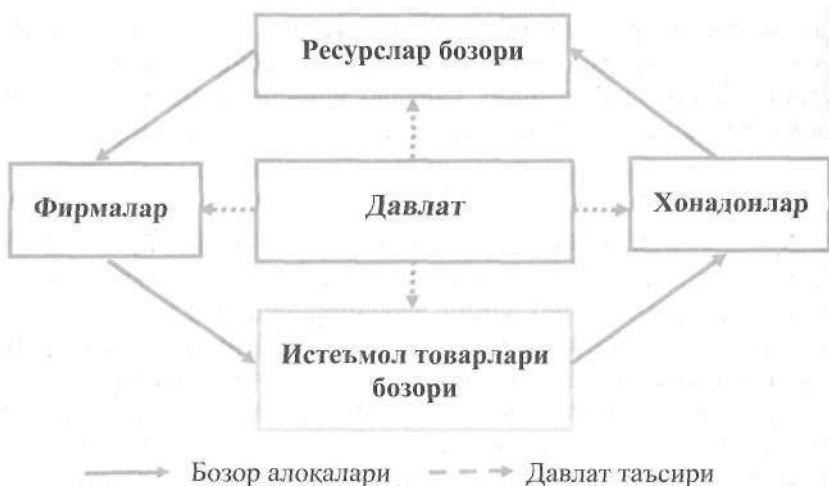 Ресурслар бозори
Фирмалар
Давлат
Хонадонлар
Истеъмол товарлари
бозори
Бозор алоқалари
Давлат таъсири